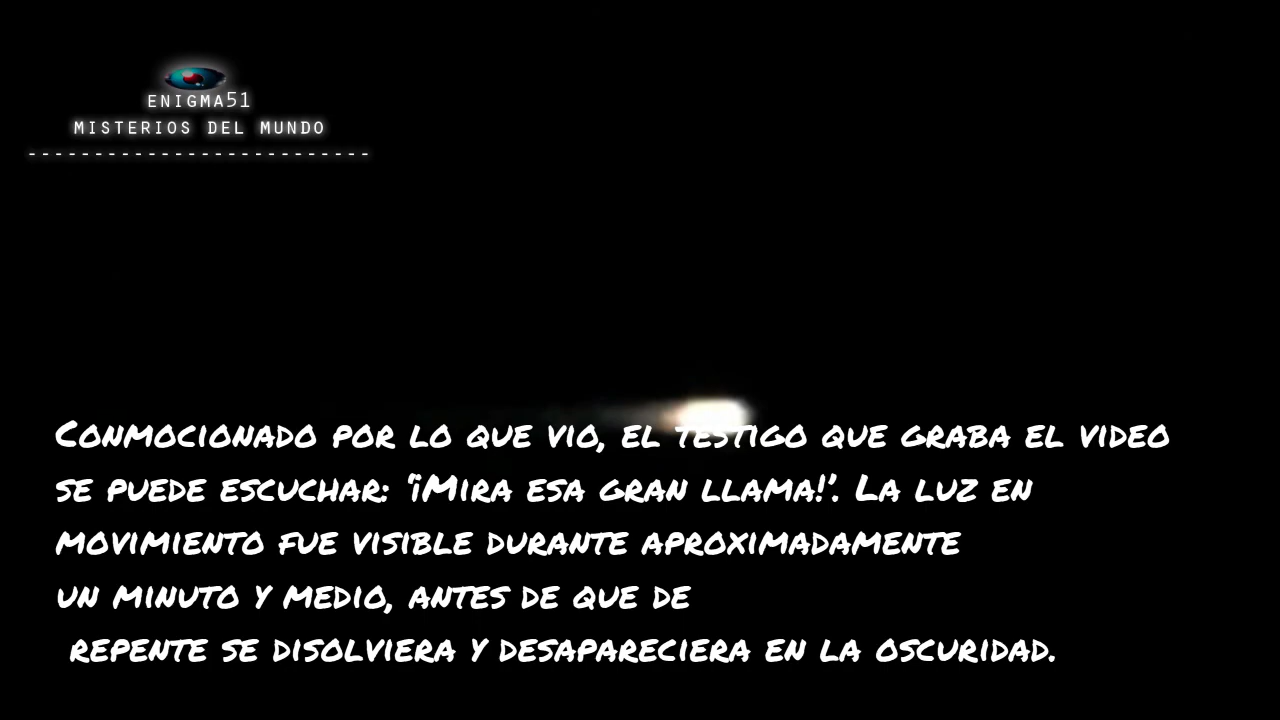 ENIGMA51
MISTERIOS DEL MUNDO
Conmocionado por lo que vio, el testigo que graba el video
se puede escuchar: '¡Mira esa gran llama!'. La luz en
movimiento fue visible durante aproximadamente
un minuto y medio, antes de que de
repente se disolviera y desapareciera en la oscuridad.